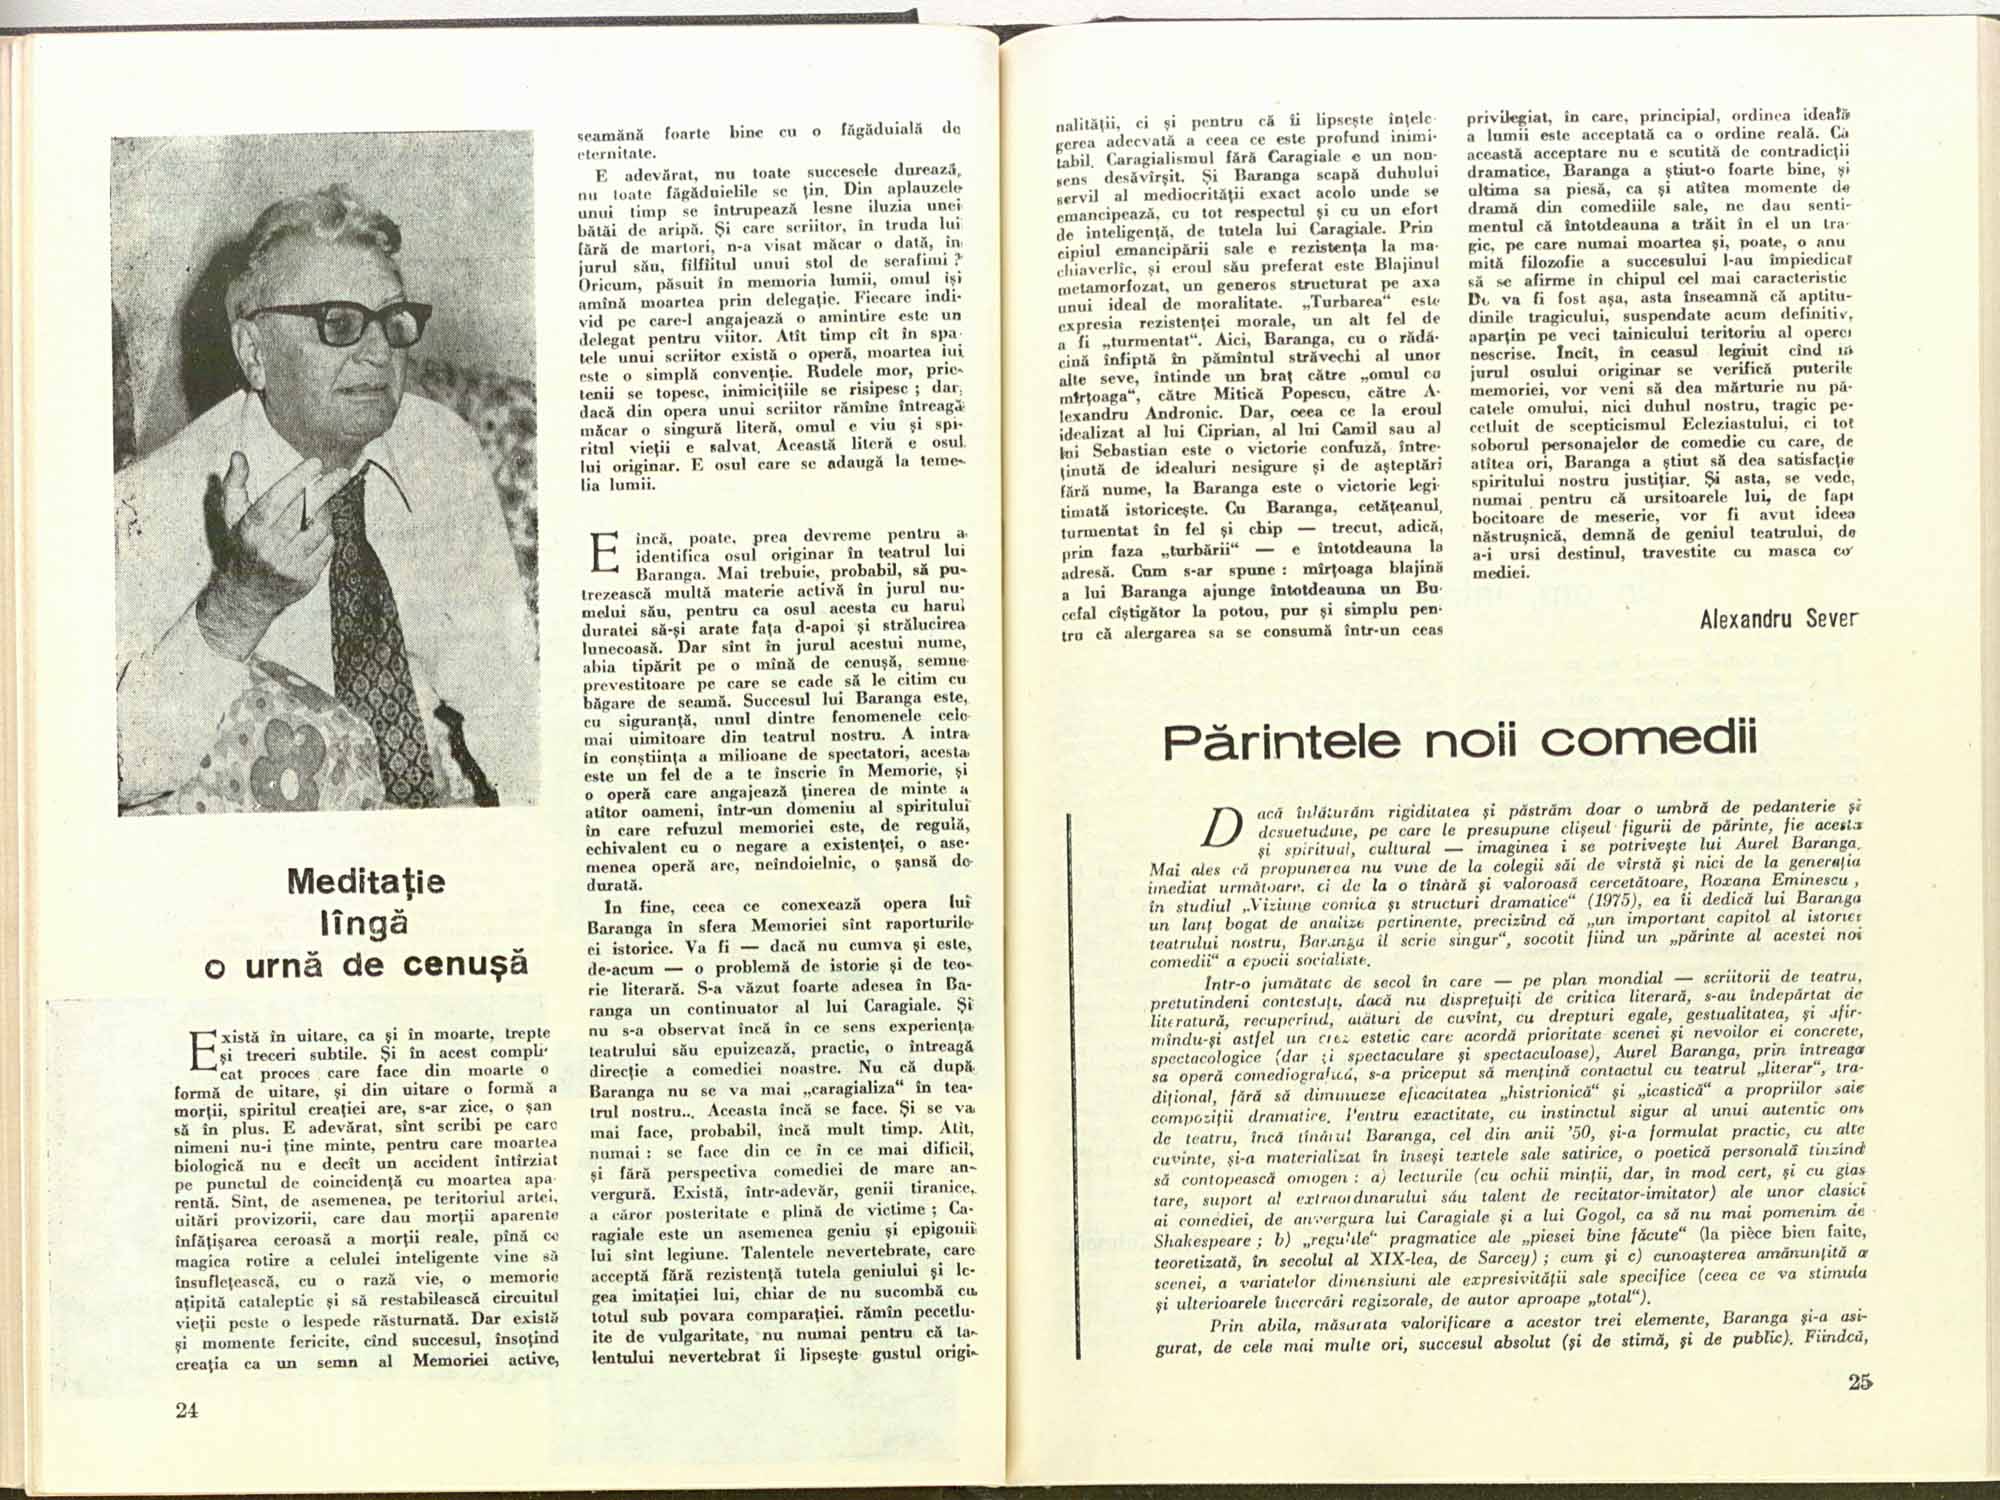 Meditație
lîngă
o urnă de cenușă
Există în uitare, ca și în moarte, trepte
și treceri subtile. Și în acest compli-
cat proces care face din moarte o
formă de uitare, și din uitare o formă a
morții, spiritul creației are, s-ar zice, o șan
să în plus. E adevărat, sînt scribi pe care
nimeni nu-i ține minte, pentru care moartea
biologică nu e decît un accident întîrziat
pe punctul de coincidență cu moartea apa-
rentă. Sînt, de asemenea, pe teritoriul artei,
uitări provizorii, care dau morții aparente
înfățișarea ceroasă a morții reale, pînă ce
magica rotire a celulei inteligente vine să
însuflețească, cu o rază vie, o memorie
ațipită cataleptic și să restabilească circuitul
vieții peste o lespede răsturnată. Dar există
și momente fericite, cînd succesul, însoțind
creația ca un semn al Memoriei active,
24
seamănă foarte bine cu o făgăduială de
eternitate.
E adevărat, nu toate succesele durează,
nu toate făgăduielile se țin. Din aplauzele
unui timp se întrupează lesne iluzia unei
bătăi de aripă. Și care scriitor, în truda lui
fără de martori, n-a visat măcar o dată, în
jurul său, fîlfîitul unui stol de serafimi ?
Oricum, păsuit în memoria lumii, omul își
amînă moartea prin delegație. Fiecare indi-
vid pe care-l angajează o amintire este un
delegat pentru viitor. Atît timp cît în spa-
tele unui scriitor există o operă, moartea lui
este o simplă convenție. Rudele mor, prie-
tenii se topesc, inimicițiile se risipesc ; dar,
dacă din opera unui scriitor rămîne întreagă
măcar o singură literă, omul e viu și spi-
ritul vieții e salvat. Această literă e osul
lui originar. E osul care se adaugă la teme-
lia lumii.
E încă, poate, prea devreme pentru a
identifica osul originar în teatrul lui
Baranga. Mai trebuie, probabil, să pu-
trezească multă materie activă în jurul nu-
melui său, pentru ca osul acesta cu harul
duratei să-și arate fața d-apoi și strălucirea
lunecoasă. Dar sînt în jurul acestui nume,
abia tipărit pe o mînă de cenușă, semne
prevestitoare pe care se cade să le citim cu
băgare de seamă. Succesul lui Baranga este,
cu siguranță, unul dintre fenomenele cele
mai uimitoare din teatrul nostru. A intra
în conștiința a milioane de spectatori, acesta
este un fel de a te înscrie în Memorie, și
o operă care angajează ținerea de minte a
atîtor oameni, într-un domeniu al spiritului
în care refuzul memoriei este, de regulă,
echivalent cu o negare a existenței, o ase-
menea operă are, neîndoielnic, o șansă de
durată.
In fine, ceea ce conexează opera lui
Baranga în sfera Memoriei sînt raporturile
ei istorice. Va fi — dacă nu cumva și este,
de-acum — o problemă de istorie și de teo-
rie literară. S-a văzut foarte adesea în Ba-
ranga un continuator al lui Caragiale. Și
nu s-a observat încă în ce sens experiența
teatrului său epuizează, practic, o întreagă
direcție a comediei noastre. Nu că după
Baranga nu se va mai „caragializa“ în tea-
trul nostru... Aceasta încă se face. Și se va
mai face, probabil, încă mult timp. Atît,
numai : se face din ce în ce mai dificil,
și fără perspectiva comediei de mare an-
vergură. Există, într-adevăr, genii tiranice,
a căror posteritate e plină de victime ; Ca-
ragiale este un asemenea geniu și epigonii
lui sînt legiune. Talentele nevertebrate, care
acceptă fără rezistență tutela geniului și le-
gea imitației lui, chiar de nu sucombă cu
totul sub povara comparației, rămîn pecetlu-
ite de vulgaritate, nu numai pentru că ta-
lentului nevertebrat îi lipsește gustul origi-
nalității, ci și pentru că îi lipsește înțele-
gerea adecvată a ceea ce este profund inimi-
tabil. Caragialismul fără Caragiale e un non-
sens desăvîrșit. Și Baranga scapă duhului
servil al mediocrității exact acolo unde se
emancipează, cu tot respectul și cu un efort
de inteligență, de tutela lui Caragiale. Prin
cipiul emancipării sale e rezistența la ma-
chiaverlîc, și eroul său preferat este Blajinul
metamorfozat, un generos structurat pe axa
unui ideal de moralitate. „Turbarea“ este
expresia rezistenței morale, un alt fel de
a fi „turmentat“. Aici, Baranga, cu o rădă-
cină înfiptă în pămîntul străvechi al unor
alte seve, întinde un braț către „omul cu
mîrțoaga“, către Mitică Popescu, către A-
lexandru Andronic. Dar, ceea ce la eroul
idealizat al lui Ciprian, al lui Camil sau al
lui Sebastian este o victorie confuză, între-
ținută de idealuri nesigure și de așteptări
fără nume, la Baranga este o victorie legi-
timată istoricește. Cu Baranga, cetățeanul
turmentat în fel și chip — trecut, adică,
prin faza „turbării“ — e întotdeauna la
adresă. Cum s-ar spune : mîrțoaga blajină
a lui Baranga ajunge întotdeauna un Bu-
cefal cîștigător la potou, pur și simplu pen-
tru că alergarea sa se consumă într-un ceas
privilegiat, în care, principial, ordinea ideală
a lumii este acceptată ca o ordine reală. Că
această acceptare nu e scutită de contradicții
dramatice, Baranga a știut-o foarte bine, și
ultima sa piesă, ca și atîtea momente de
dramă din comediile sale, ne dau senti-
mentul că întotdeauna a trăit în el un tra-
gic, pe care numai moartea și, poate, o anu
mită filozofie a succesului l-au împiedicat
să se afirme în chipul cel mai caracteristic
De va fi fost așa, asta înseamnă că aptitu-
dinile tragicului, suspendate acum definitiv,
aparțin pe veci tainicului teritoriu al operei
nescrise. Incît, în ceasul legiuit cînd în
jurul osului originar se verifică puterile
memoriei, vor veni să dea mărturie nu pă-
catele omului, nici duhul nostru, tragic pe-
cetluit de scepticismul Ecleziastului, ci tot
soborul personajelor de comedie cu care, de
atîtea ori, Baranga a știut să dea satisfacție
spiritului nostru justițiar. Și asta, se vede,
numai pentru că ursitoarele lui, de fapt
bocitoare de meserie, vor fi avut ideea
năstrușnică, demnă de geniul teatrului, de
a-i ursi destinul, travestite cu masca co-
mediei.
Alexandru Sever
Părintele noii comedii
Dacă înlăturăm rigiditatea și păstrăm doar o umbră de pedanterie și
desuetudine, pe care le presupune clișeul figurii de părinte, fie acesta
și spiritual, cultural — imaginea i se potrivește lui Aurel Baranga.
Mai ales că propunerea nu vine de la colegii săi de vîrstă și nici de la generația
imediat următoare, ci de la o tînără și valoroasă cercetătoare, Roxana Eminescu ,
în studiul „Viziune comică și structuri dramatice“ (1975), ea îi dedică lui Baranga
un lanț bogat de analize pertinente, precizînd că „un important capitol al istoriei
teatrului nostru, Baranga îl scrie singur“, socotit fiind un „părinte al acestei noi
comedii“ a epocii socialiste.
Intr-o jumătate de secol în care — pe plan mondial — scriitorii de teatru,
pretutindeni contestați, dacă nu disprețuiți de critica literară, s-au îndepărtat de
literatură, recuperînd, alături de cuvînt, cu drepturi egale, gestualitatea, și afir-
mîndu-și astfel un crez estetic care acordă prioritate scenei și nevoilor ei concrete,
spectacologice (dar și spectaculare și spectaculoase), Aurel Baranga, prin întreaga
sa operă comediografică, s-a priceput să mențină contactul cu teatrul „literar“, tra-
dițional, fără să diminueze eficacitatea „histrionică“ și „icastică“ a propriilor sale
compoziții dramatice. Pentru exactitate, cu instinctul sigur al unui autentic om
de teatru, încă tînărul Baranga, cel din anii '50, și-a formulat practic, cu alte
cuvinte, și-a materializat în înseși textele sale satirice, o poetică personală tinzînd
să contopească omogen : a) lecturile (cu ochii minții, dar, în mod cert, și cu glas
tare, suport al extraordinarului său talent de recitator-imitator) ale unor clasici
ai comediei, de anvergura lui Caragiale și a lui Gogol, ca să nu mai pomenim de
Shakespeare ; b) „regulile“ pragmatice ale „piesei bine făcute“ (la pièce bien faite,
teoretizată, în secolul al XIX-lea, de Sarcey) ; cum și c) cunoașterea amănunțită a
scenei, a variatelor dimensiuni ale expresivității sale specifice (ceea ce va stimula
și ulterioarele încercări regizorale, de autor aproape „total“).
Prin abila, măsurata valorificare a acestor trei elemente, Baranga și-a asi-
gurat, de cele mai multe ori, succesul absolut (și de stimă, și de public). Fiindcă,
25